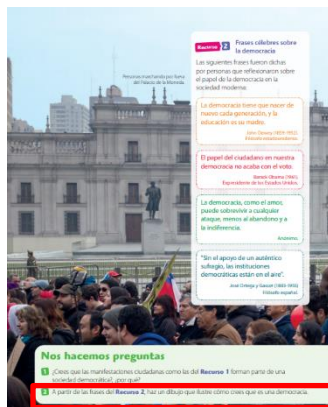 Recurso 2
Frases célebres sobre
la democracia
Las siguientes frases fueron dichas
por personas que reflexionaron sobre
el papel de la democracia en la
sociedad moderna.
Personas marchando por fuera
del Palacio de la Moneda.
La democracia tiene que nacer de
nuevo cada generación, y la
educación es su madre.
John Dewey (1859-1952).
Filósofo estadounidense.
El papel del ciudadano en nuestra
democracia no acaba con el voto.
Barack Obama (1961).
Expresidente de los Estados Unidos.
La democracia, como el amor,
puede sobrevivir a cualquier
ataque, menos al abandono y a
la indiferencia.
Anónimo.
"Sin el apoyo de un auténtico
sufragio, las instituciones
democráticas están en el aire".
José Ortega y Gasset (1883-1955)
Filósofo español.
Nos hacemos preguntas
1 ¿Crees que las manifestaciones ciudadanas como las del Recurso 1 forman parte de una
sociedad democrática?, ¿por qué?
2 A partir de las frases del Recurso 2, haz un dibujo que ilustre cómo crees que es una democracia.